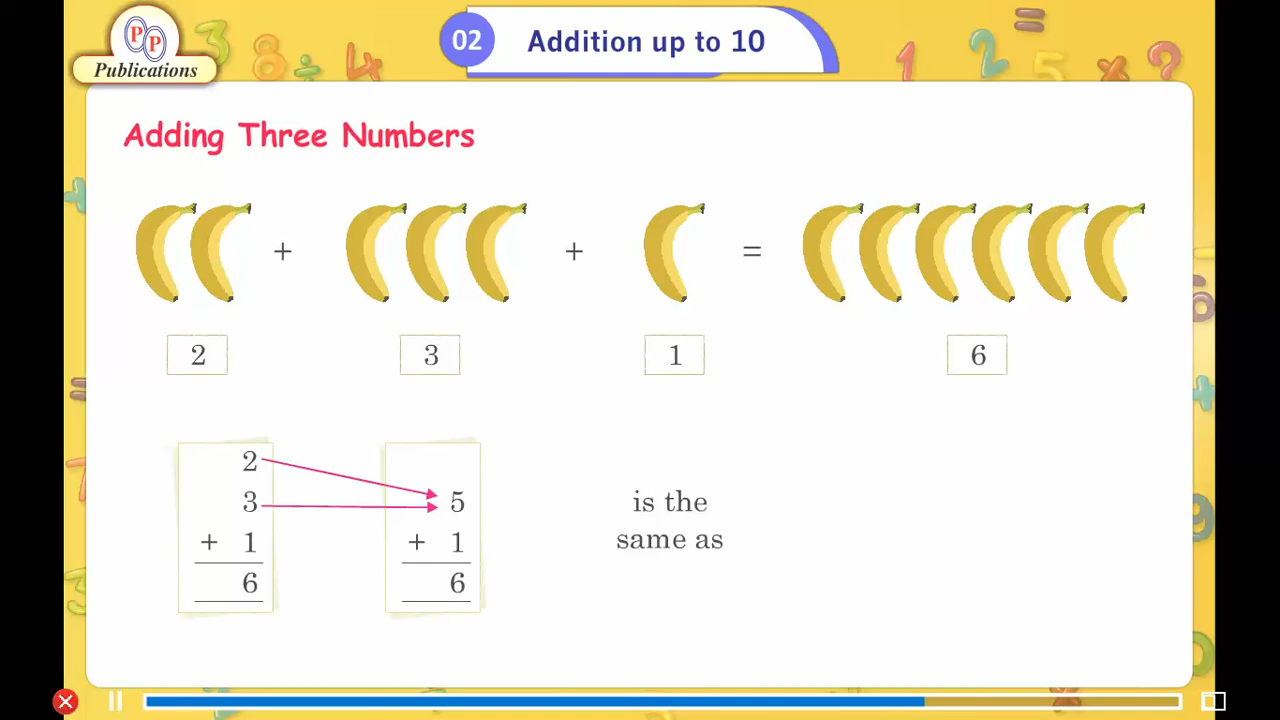 PP
Publications
02 Addition up to 10
Adding Three Numbers
+ + =
2 3 1 6
2
3 5
+ 1 + 1
6 6
is the
same as